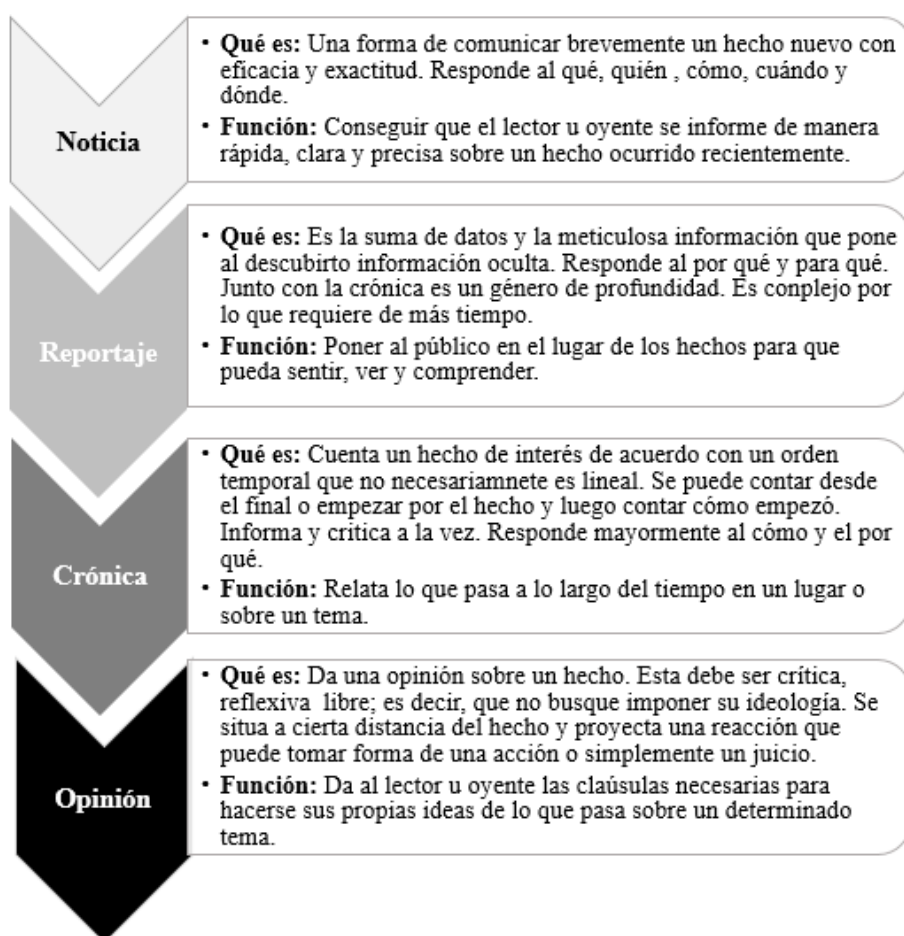 Noticia
• Qué es: Una forma de comunicar brevemente un hecho nuevo con
eficacia y exactitud. Responde al qué, quién , cómo, cuándo y
dónde.
• Función: Conseguir que el lector u oyente se informe de manera
rápida, clara y precisa sobre un hecho ocurrido recientemente.
Reportaje
• Qué es: Es la suma de datos y la meticulosa información que pone
al descubirto información oculta. Responde al por qué y para qué.
Junto con la crónica es un género de profundidad. Es conplejo por
lo que requiere de más tiempo.
• Función: Poner al público en el lugar de los hechos para que
pueda sentir, ver y comprender.
Crónica
• Qué es: Cuenta un hecho de interés de acuerdo con un orden
temporal que no necesariamnete es lineal. Se puede contar desde
el final o empezar por el hecho y luego contar cómo empezó.
Informa y crítica a la vez. Responde mayormente al cómo y el por
qué.
• Función: Relata lo que pasa a lo largo del tiempo en un lugar o
sobre un tema.
Opinión
• Qué es: Da una opinión sobre un hecho. Esta debe ser crítica,
reflexiva libre; es decir, que no busque imponer su ideología. Se
situa a cierta distancia del hecho y proyecta una reacción que
puede tomar forma de una acción o simplemente un juicio.
• Función: Da al lector u oyente las claúsulas necesarias para
hacerse sus propias ideas de lo que pasa sobre un determinado
tema.